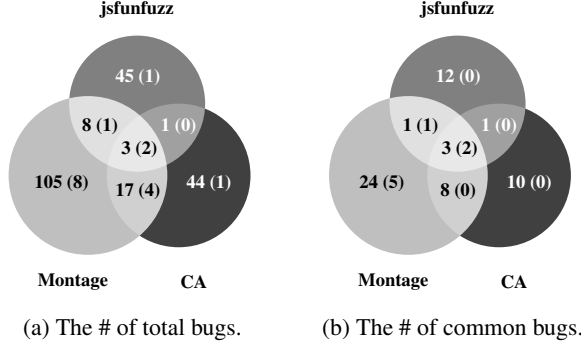 jsfunfuzz jsfunfuzz
45 (1) 12 (0)
8 (1) 1 (0) 1 (1) 1 (0)
3 (2) 3 (2)
105 (8) 17 (4) 44 (1) 24 (5) 8 (0) 10 (0)
Montage CA Montage CA
(a) The # of total bugs. (b) The # of common bugs.